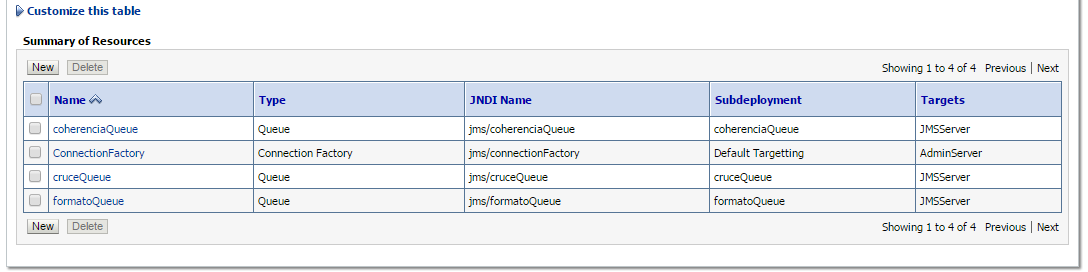 Customize this table
Summary of Resources
New Delete Showing 1 to 4 of 4 Previous | Next
Name Type JNDI Name Subdeployment Targets
coherenciaQueue Queue jms/coherenciaQueue coherenciaQueue JMSServer
ConnectionFactory Connection Factory jms/connectionFactory Default Targetting AdminServer
cruceQueue Queue jms/cruceQueue cruceQueue JMSServer
formatoQueue Queue jms/formatoQueue formatoQueue JMSServer
New Delete Showing 1 to 4 of 4 Previous | Next